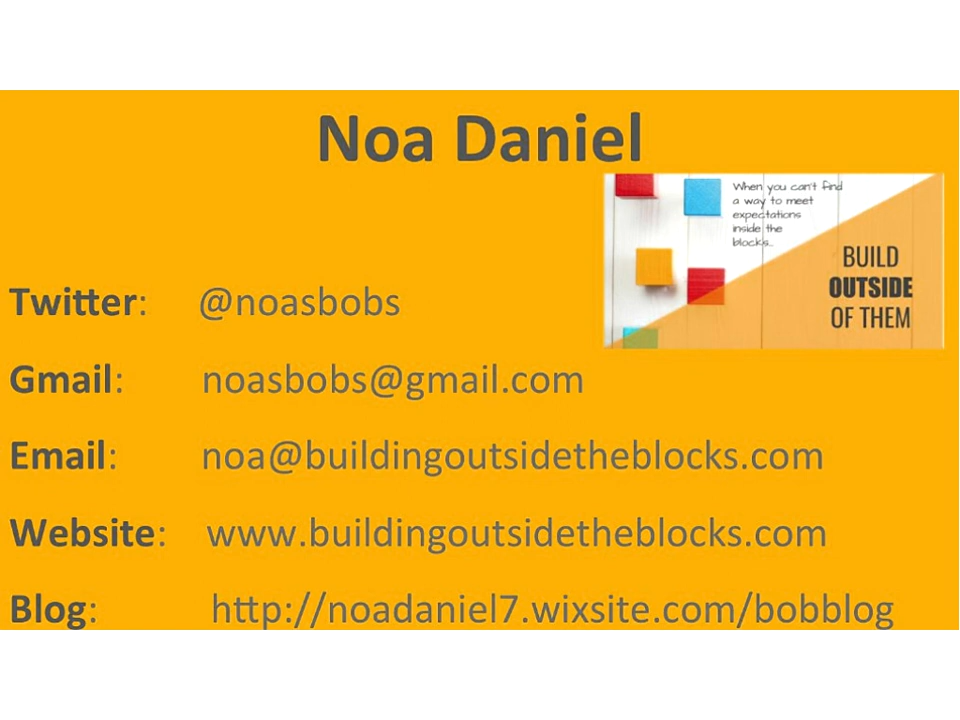 Noa Daniel
When you can't find
a way to meet
expectations
inside the
blocks...
BUILD
OUTSIDE
OF THEM
Twitter: @noasbobs
Gmail: noasbobs@gmail.com
Email: noa@buildingoutsidetheblocks.com
Website: www.buildingoutsidetheblocks.com
Blog: http://noadaniel7.wixsite.com/bobblog